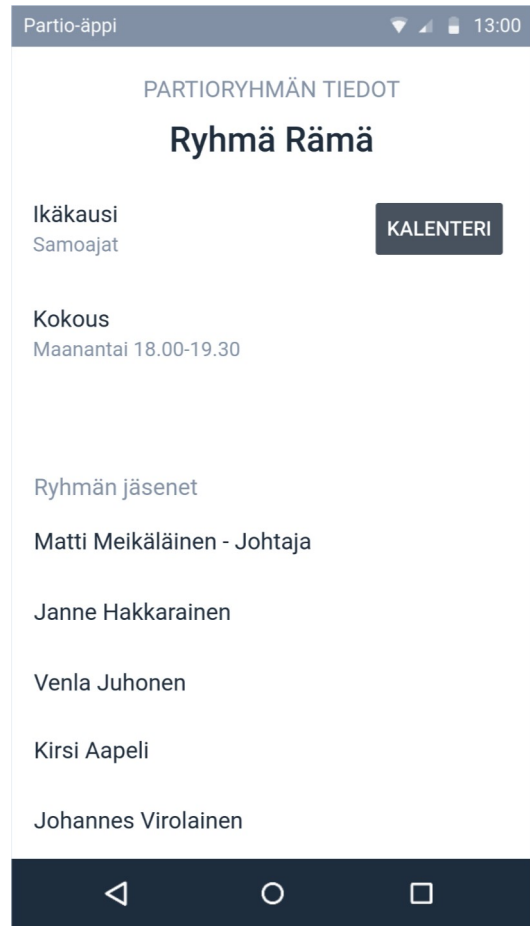 Partio-äppi 13:00
PARTIORYHMÄN TIEDOT
Ryhmä Rämä
Ikäkausi
Samoajat
KALENTERI
Kokous
Maanantai 18.00-19.30
Ryhmän jäsenet
Matti Meikäläinen - Johtaja
Janne Hakkarainen
Venla Juhonen
Kirsi Aapeli
Johannes Virolainen